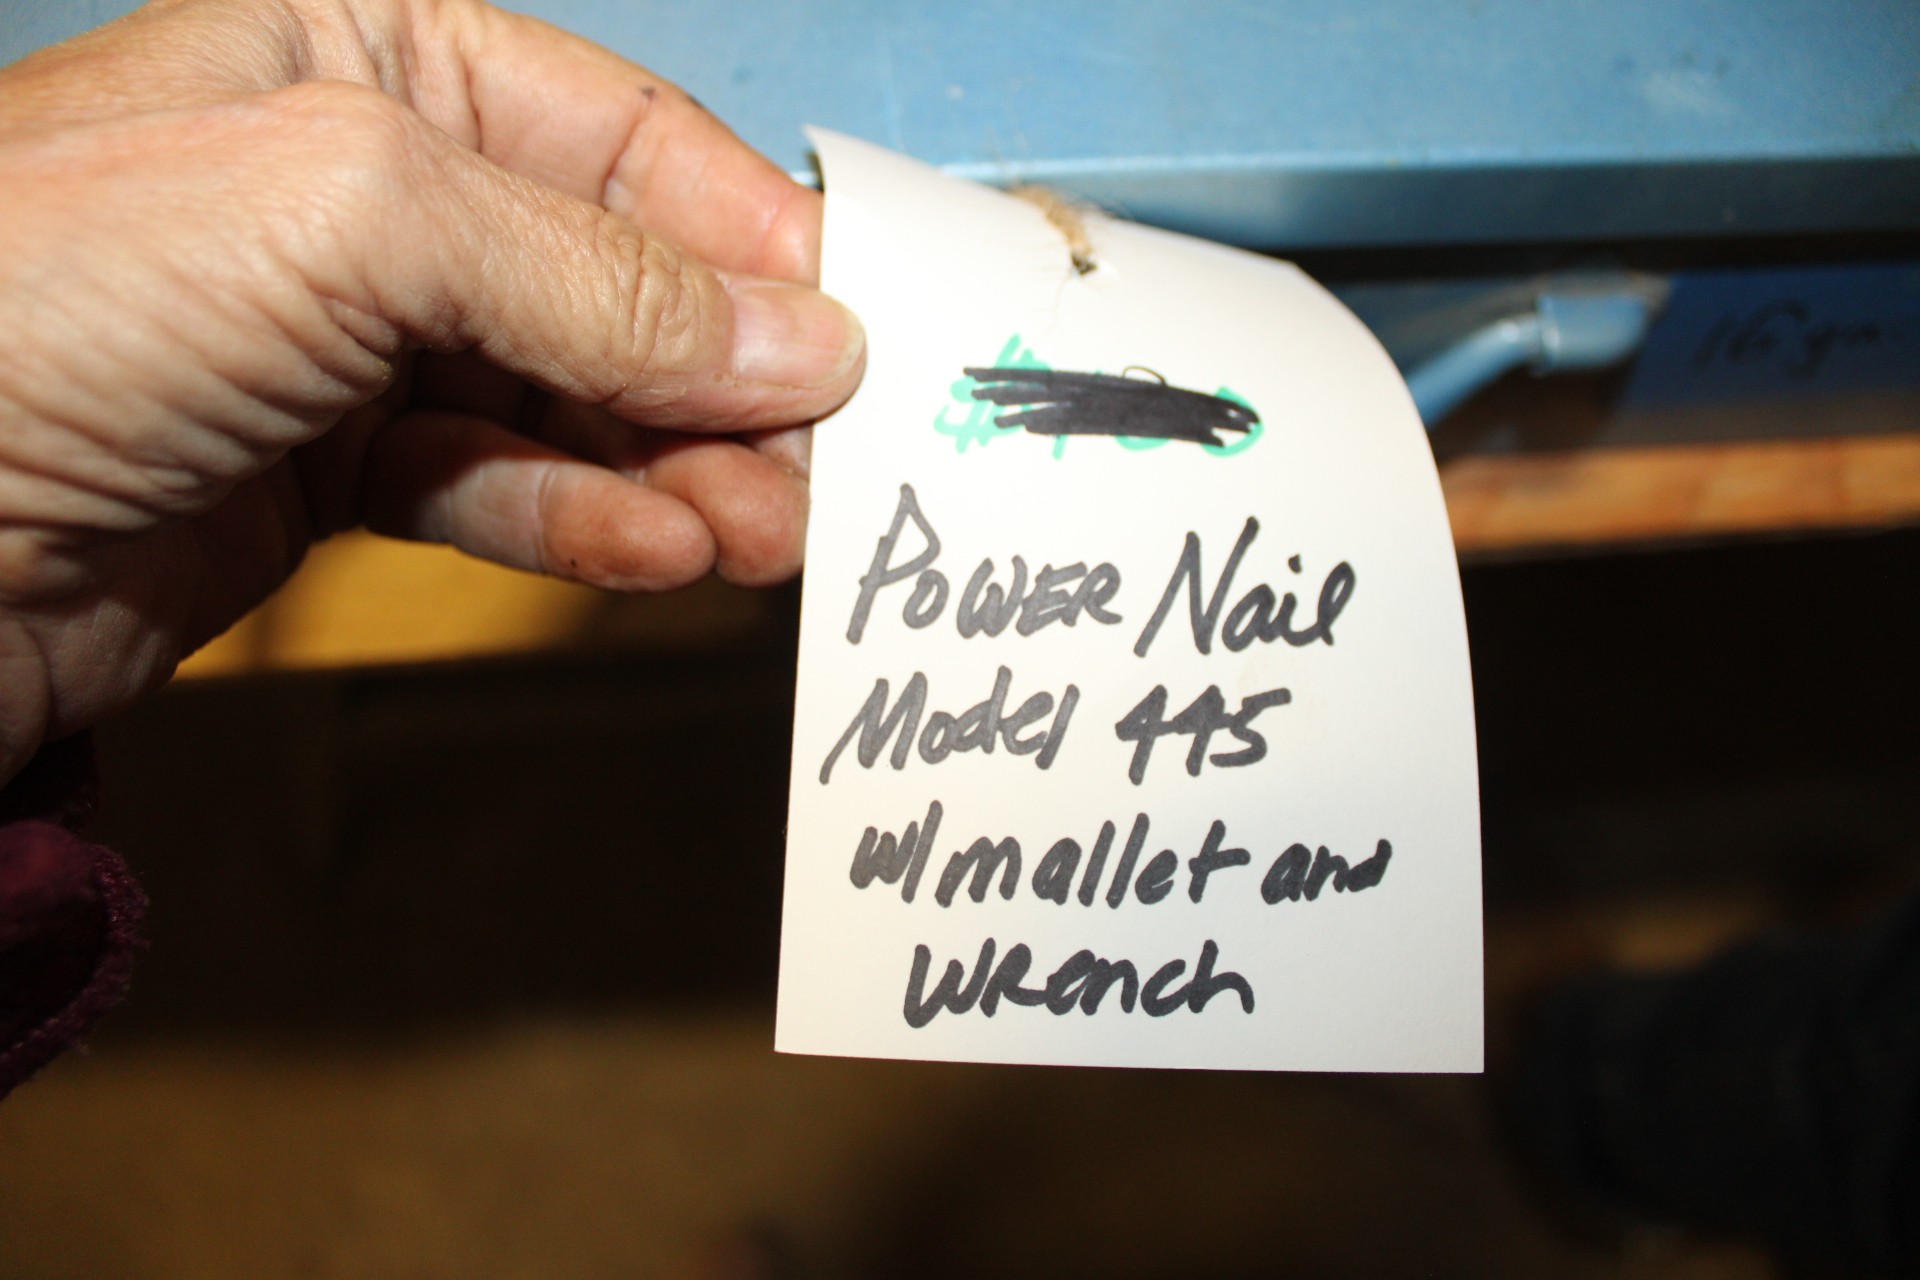 Power Nail
Model 445
w/mallet and
Wrench